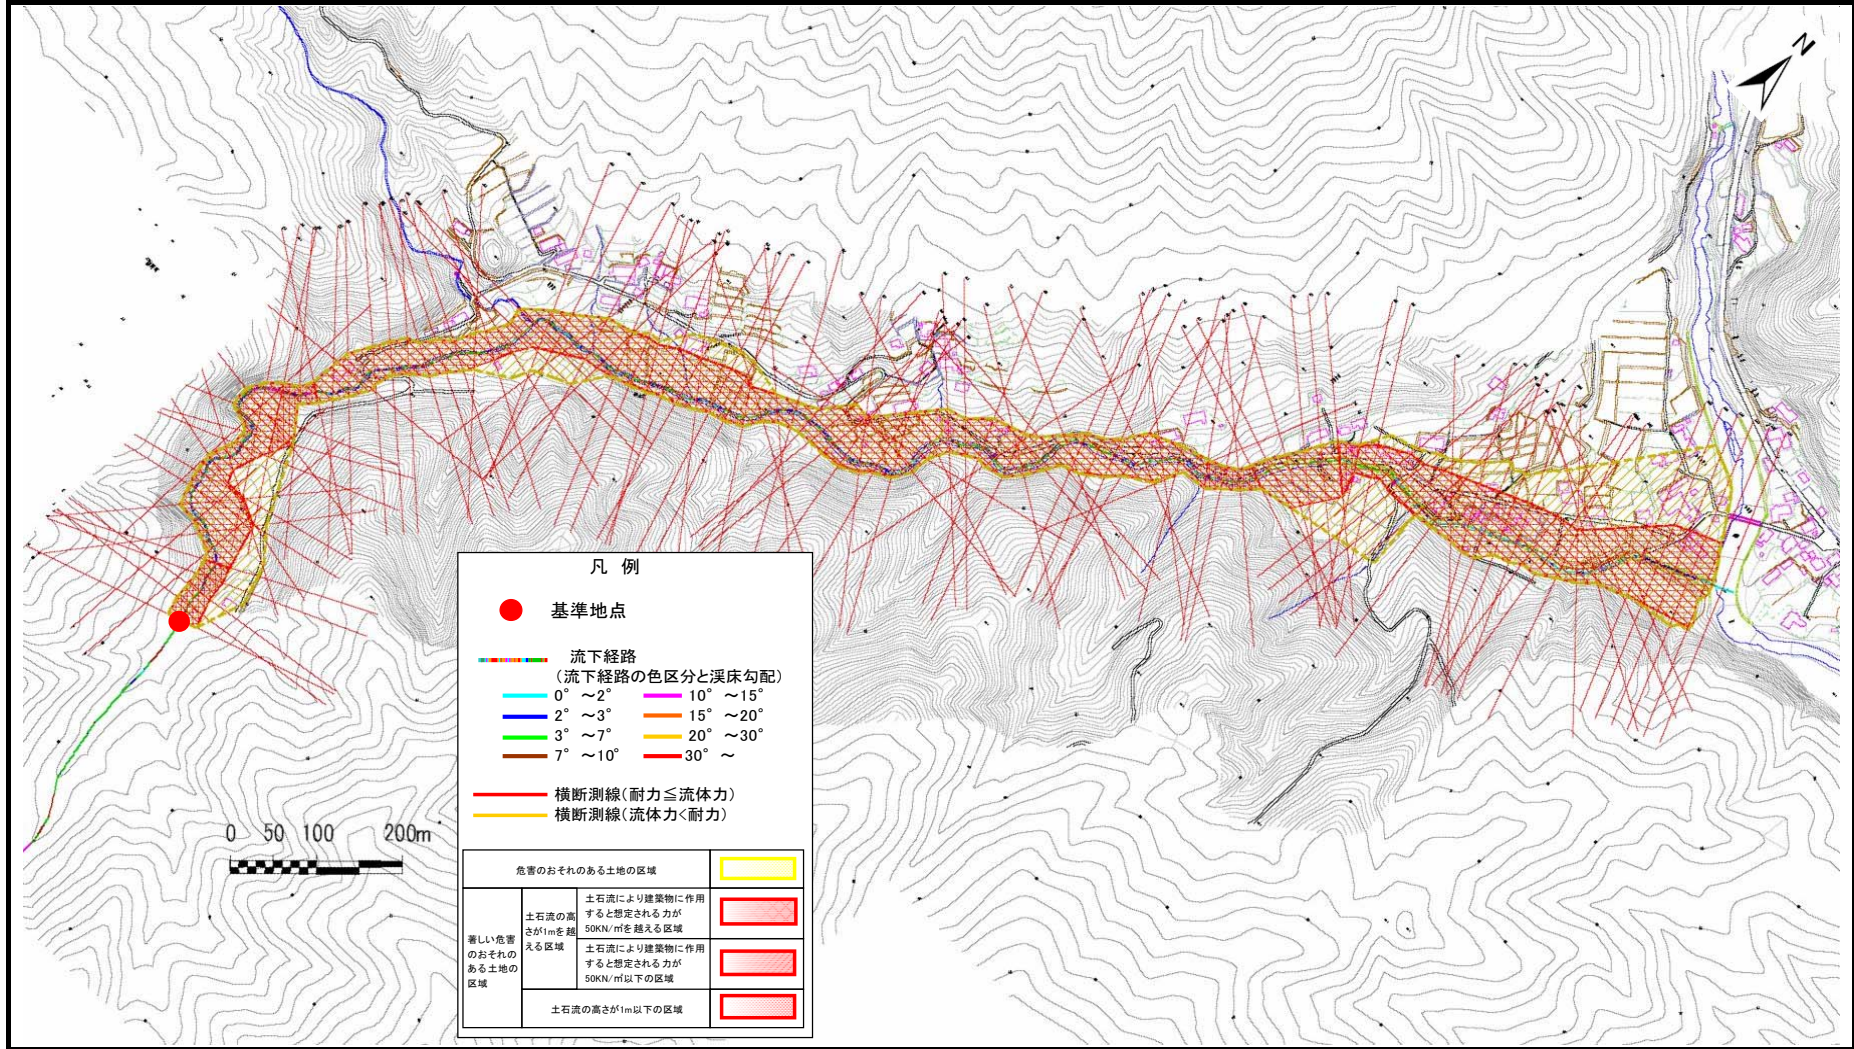 N
凡 例
基準地点
流下経路
(流下経路の色区分と渓床勾配)
0° ～2°
10° ～15°
2° ～3°
15° ～20°
3° ～7°
20° ～30°
7° ～10°
30° ～
横断測線(耐力≦流体力)
横断測線(流体力<耐力)
0 50 100 200m
危害のおそれのある土地の区域
著しい危害
のおそれの
ある土地の
区域
土石流の高
さが1mを越
える区域
土石流により建築物に作用
すると想定される力が
50KN/㎡を越える区域
土石流により建築物に作用
すると想定される力が
50KN/㎡以下の区域
土石流の高さが1m以下の区域